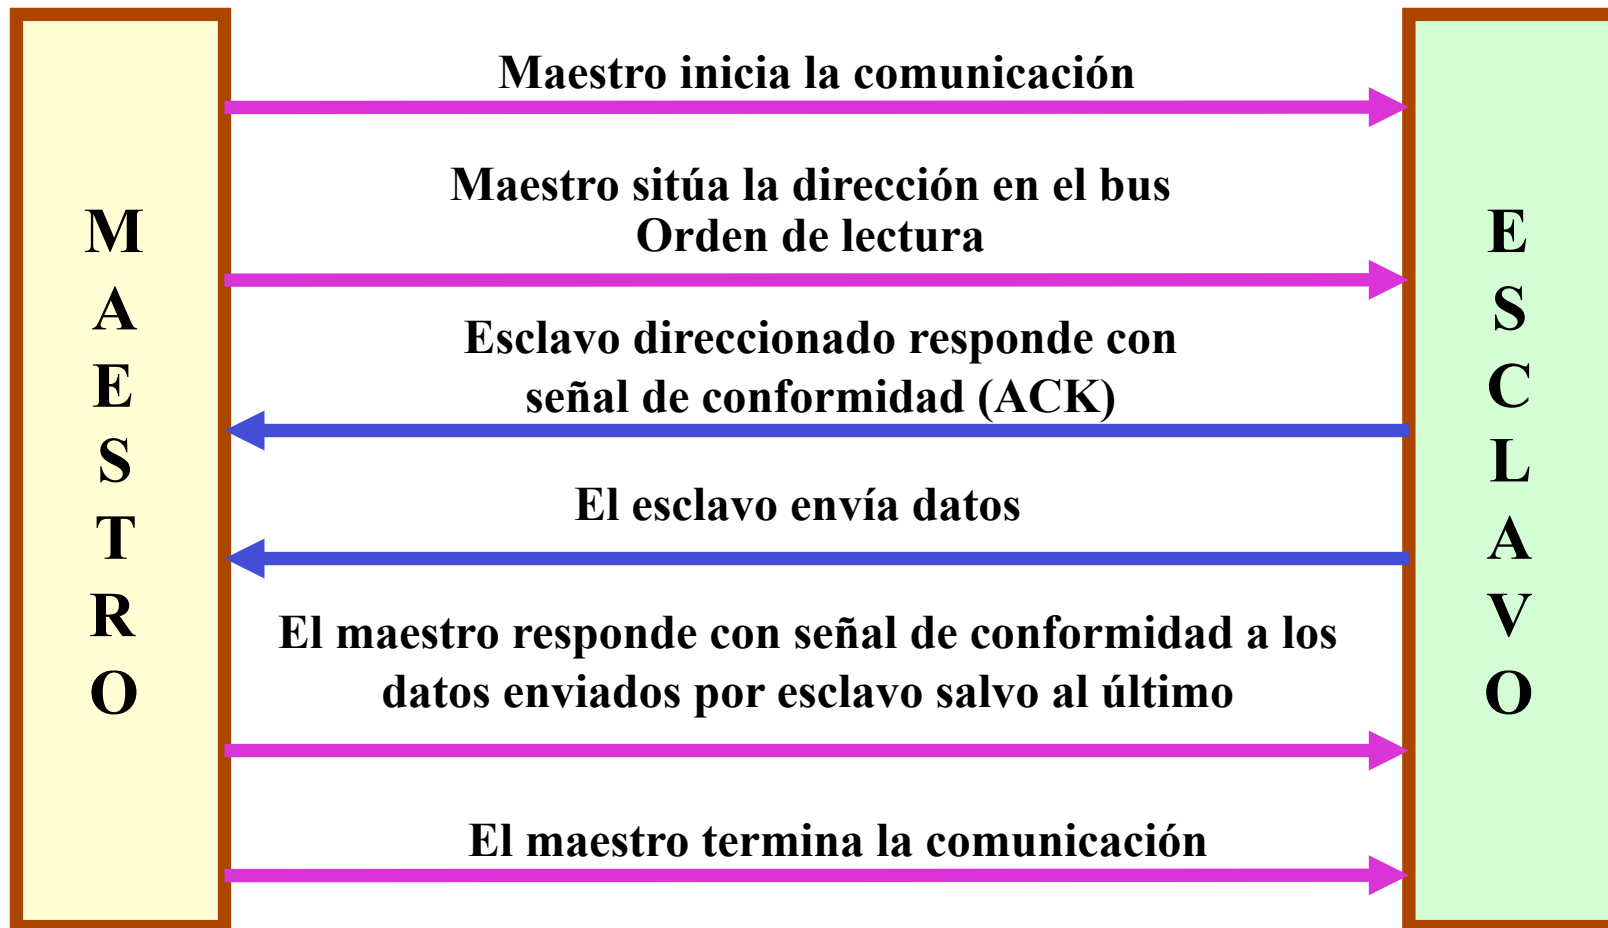 MAESTRO
Maestro inicia la comunicación
Maestro sitúa la dirección en el bus
Orden de lectura
Esclavo direccionado responde con
señal de conformidad (ACK)
El esclavo envía datos
El maestro responde con señal de conformidad a los
datos enviados por esclavo salvo al último
El maestro termina la comunicación
ESCLAVO